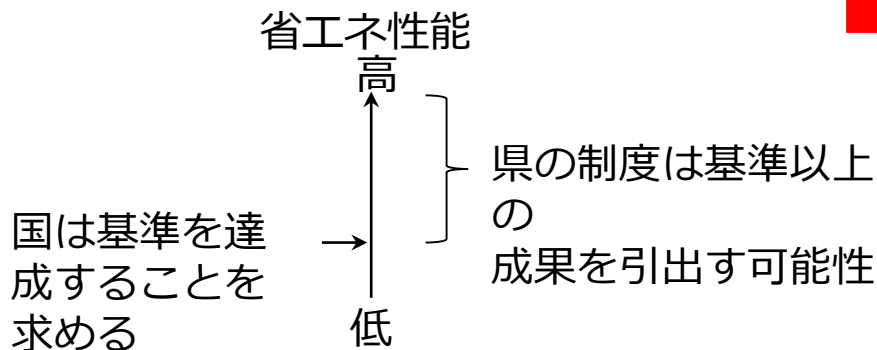 省エネ性能
高
県の制度は基準以上
の
成果を引出す可能性
国は基準を達
成することを
求める
低